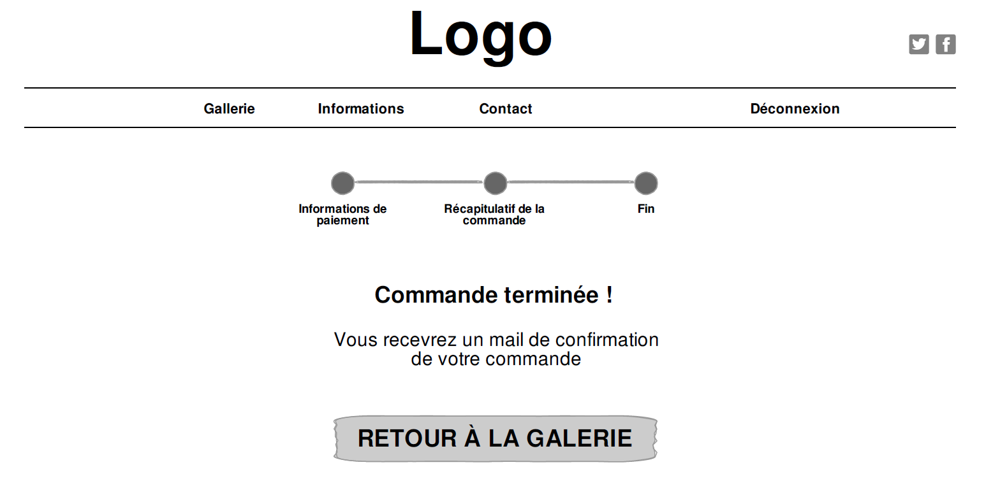 Logo
Gallerie Informations Contact Déconnexion
Informations de
paiement
Récapitulatif de la
commande
Fin
Commande terminée !
Vous recevrez un mail de confirmation
de votre commande
RETOUR À LA GALERIE